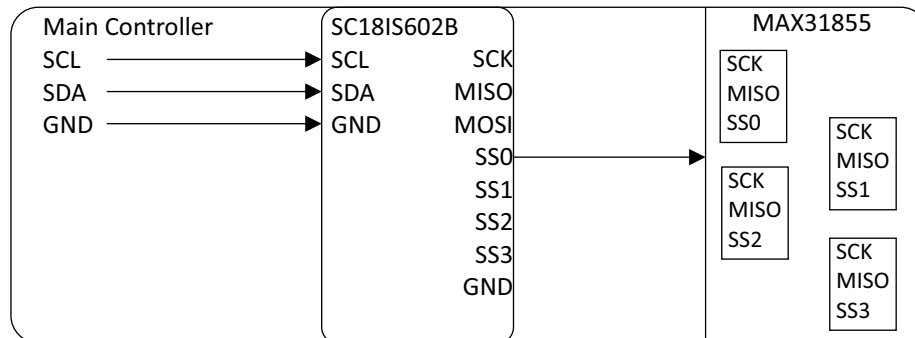 Main Controller
SCL
SDA
GND
SC18IS602B
SCL
SDA
GND
SCK
MISO
MOSI
SS0
SS1
SS2
SS3
GND
MAX31855
SCK
MISO
SS0
SCK
MISO
SS1
SCK
MISO
SS2
SCK
MISO
SS3